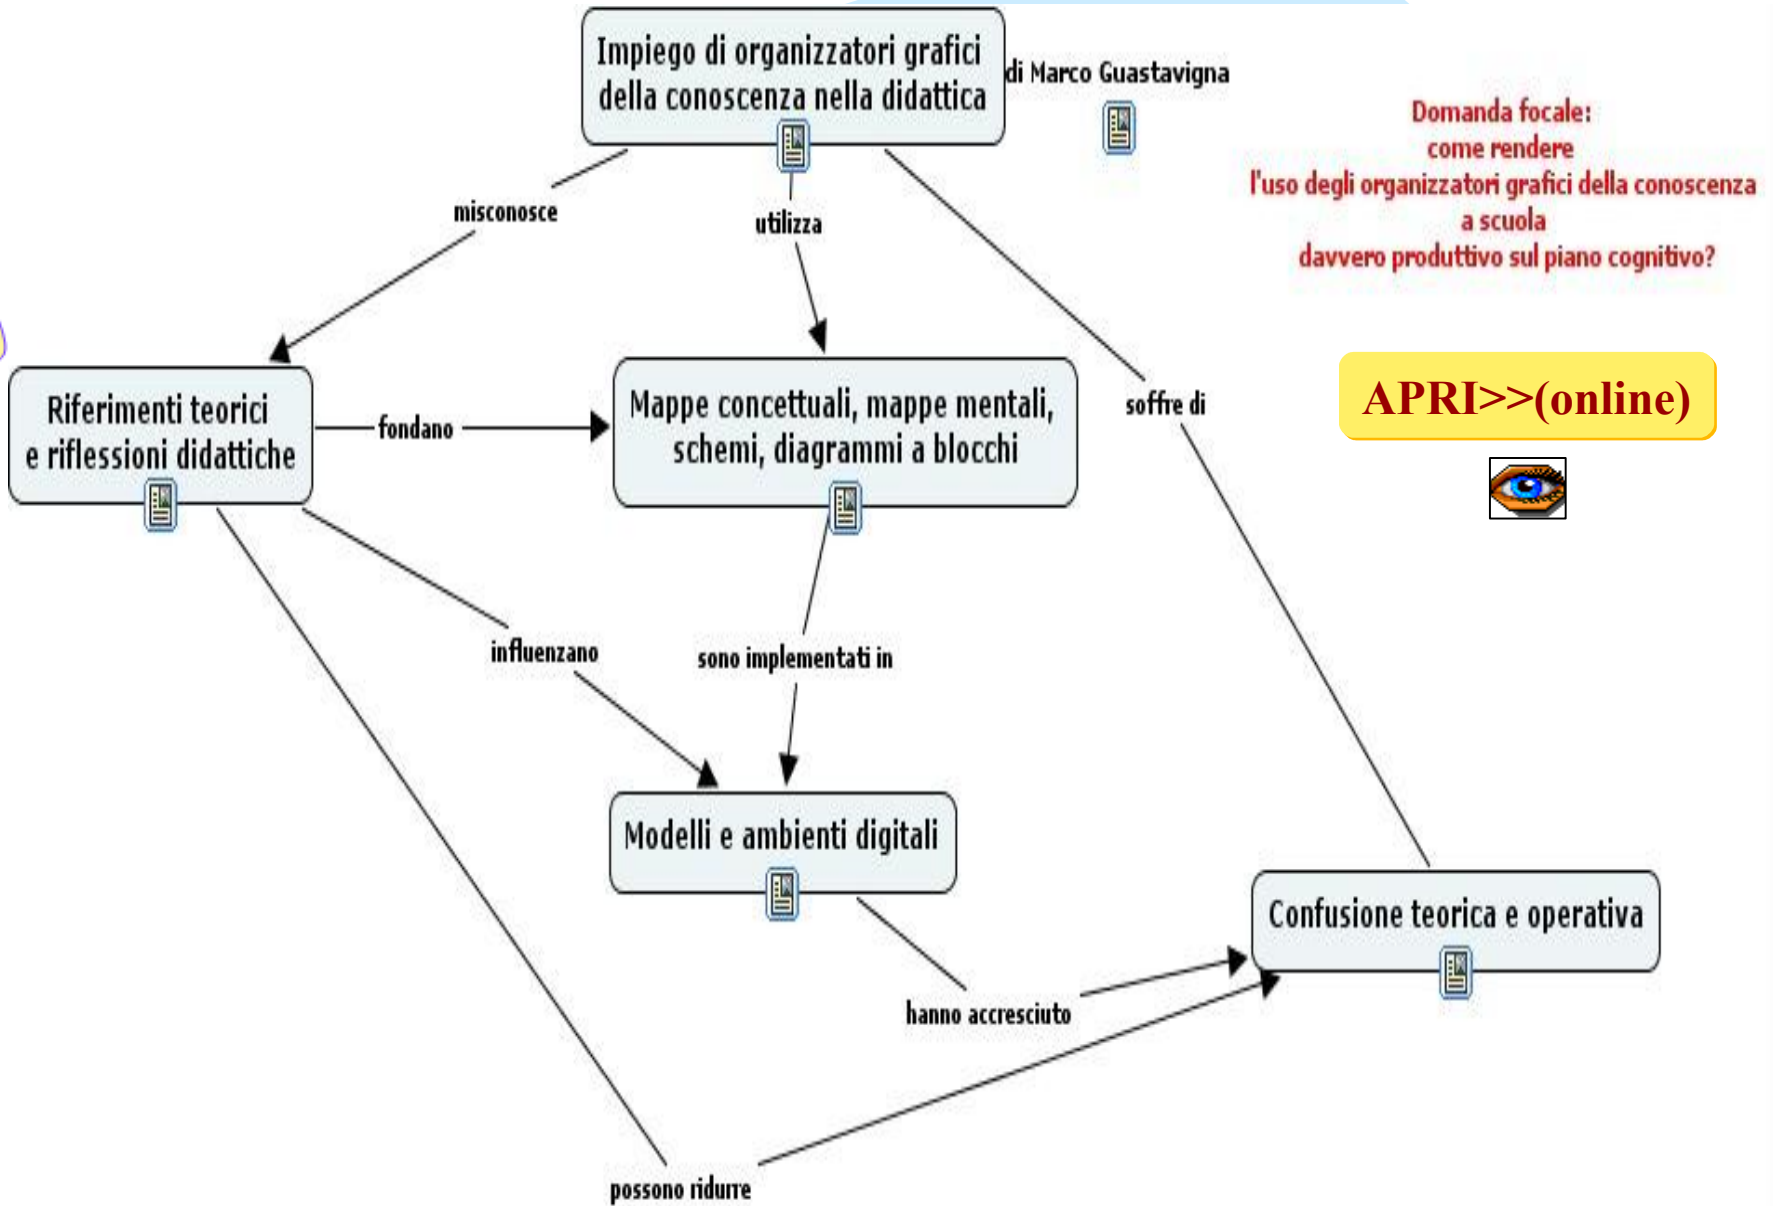 Impiego di organizzatori grafici
della conoscenza nella didattica
di Marco Guastavigna
Domanda focale:
come rendere
l'uso degli organizzatori grafici della conoscenza
a scuola
davvero produttivo sul piano cognitivo?
misconosce
utilizza
soffre di
APRI>>(online)
Riferimenti teorici
e riflessioni didattiche
fondano
Mappe concettuali, mappe mentali,
schemi, diagrammi a blocchi
influenzano
sono implementati in
Modelli e ambienti digitali
Confusione teorica e operativa
hanno accresciuto
possono ridurre